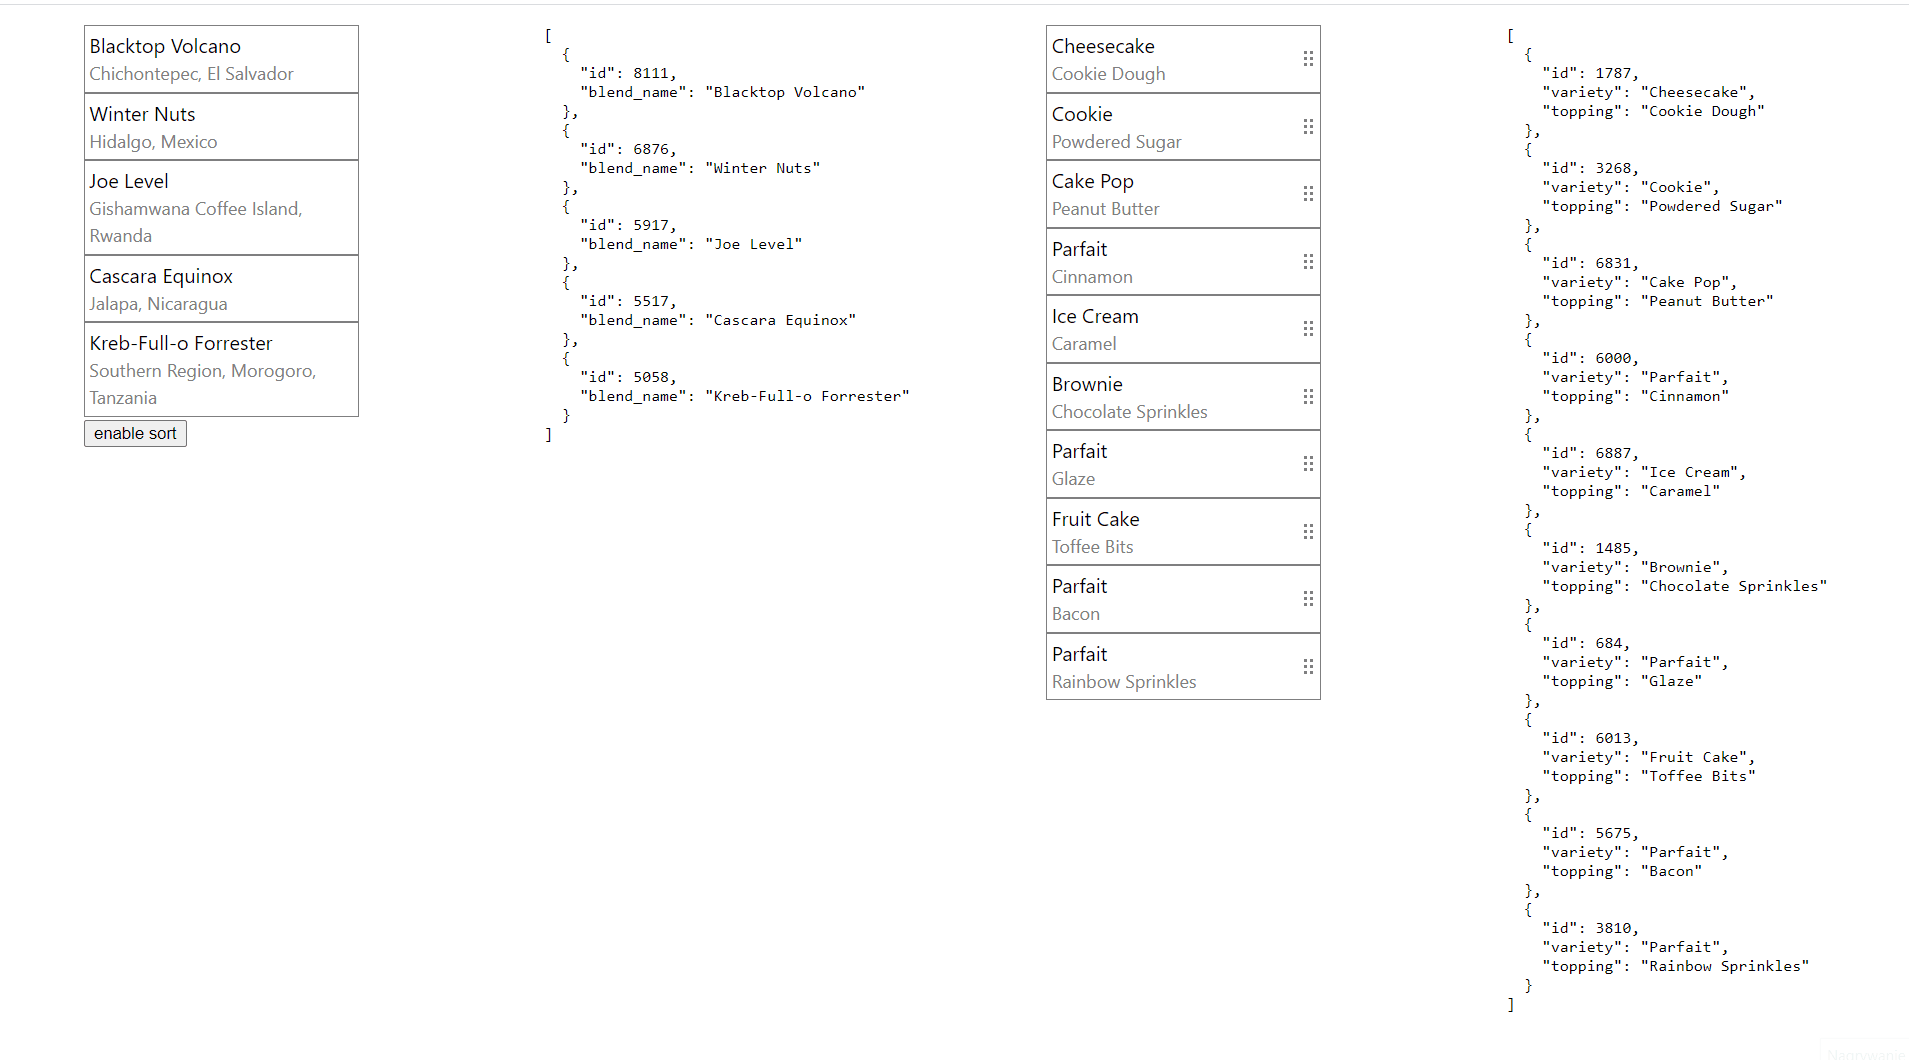 Blacktop Volcano
Chichontepec, El Salvador
Winter Nuts
Hidalgo, Mexico
Joe Level
Gishamwana Coffee Island,
Rwanda
Cascara Equinox
Jalapa, Nicaragua
Kreb-Full-o Forrester
Southern Region, Morogoro,
Tanzania
enable sort
[
  {
    "id": 8111,
    "blend_name": "Blacktop Volcano"
  },
  {
    "id": 6876,
    "blend_name": "Winter Nuts"
  },
  {
    "id": 5917,
    "blend_name": "Joe Level"
  },
  {
    "id": 5517,
    "blend_name": "Cascara Equinox"
  },
  {
    "id": 5058,
    "blend_name": "Kreb-Full-o Forrester"
  }
]
Cheesecake
Cookie Dough
Cookie
Powdered Sugar
Cake Pop
Peanut Butter
Parfait
Cinnamon
Ice Cream
Caramel
Brownie
Chocolate Sprinkles
Parfait
Glaze
Fruit Cake
Toffee Bits
Parfait
Bacon
Parfait
Rainbow Sprinkles
[
  {
    "id": 1787,
    "variety": "Cheesecake",
    "topping": "Cookie Dough"
  },
  {
    "id": 3268,
    "variety": "Cookie",
    "topping": "Powdered Sugar"
  },
  {
    "id": 6831,
    "variety": "Cake Pop",
    "topping": "Peanut Butter"
  },
  {
    "id": 6000,
    "variety": "Parfait",
    "topping": "Cinnamon"
  },
  {
    "id": 6887,
    "variety": "Ice Cream",
    "topping": "Caramel"
  },
  {
    "id": 1485,
    "variety": "Brownie",
    "topping": "Chocolate Sprinkles"
  },
  {
    "id": 684,
    "variety": "Parfait",
    "topping": "Glaze"
  },
  {
    "id": 6013,
    "variety": "Fruit Cake",
    "topping": "Toffee Bits"
  },
  {
    "id": 5675,
    "variety": "Parfait",
    "topping": "Bacon"
  },
  {
    "id": 3810,
    "variety": "Parfait",
    "topping": "Rainbow Sprinkles"
  }
]